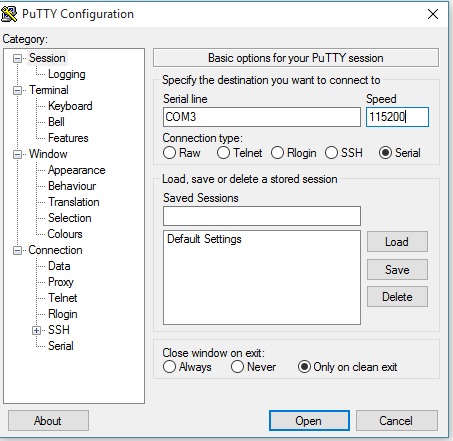 PuTTY Configuration
Category:
Session
Logging
Terminal
Keyboard
Bell
Features
Window
Appearance
Behaviour
Translation
Selection
Colours
Connection
Data
Proxy
Telnet
Rlogin
SSH
Serial
Basic options for your PuTTY session
Specify the destination you want to connect to
Serial line Speed
COM3 115200
Connection type:
Raw Telnet Rlogin SSH Serial
Load, save or delete a stored session
Saved Sessions
Default Settings
Load
Save
Delete
Close window on exit:
Always Never Only on clean exit
About Open Cancel